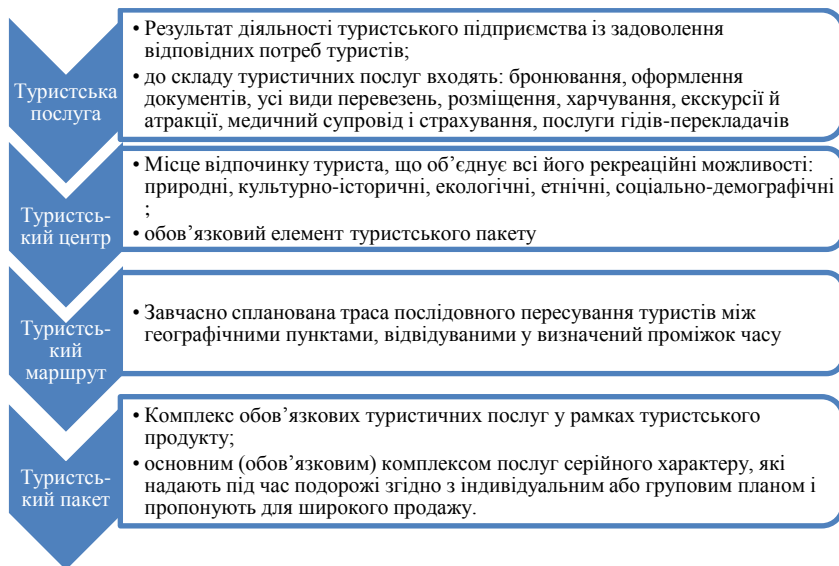 Туристська
послуга
• Результат діяльності туристського підприємства із задоволення
відповідних потреб туристів;
• до складу туристичних послуг входять: бронювання, оформлення
документів, усі види перевезень, розміщення, харчування, екскурсії й
атракції, медичний супровід і страхування, послуги гідів-перекладачів
Туристсь-
кий центр
• Місце відпочинку туриста, що об’єднує всі його рекреаційні можливості:
природні, культурно-історичні, екологічні, етнічні, соціально-демографічні
;
• обов’язковий елемент туристського пакету
Туристсь-
кий
маршрут
• Завчасно спланована траса послідовного пересування туристів між
географічними пунктами, відвідуваними у визначений проміжок часу
Туристсь-
кий пакет
• Комплекс обов’язкових туристичних послуг у рамках туристського
продукту;
• основним (обов’язковим) комплексом послуг серійного характеру, які
надають під час подорожі згідно з індивідуальним або груповим планом і
пропонують для широкого продажу.